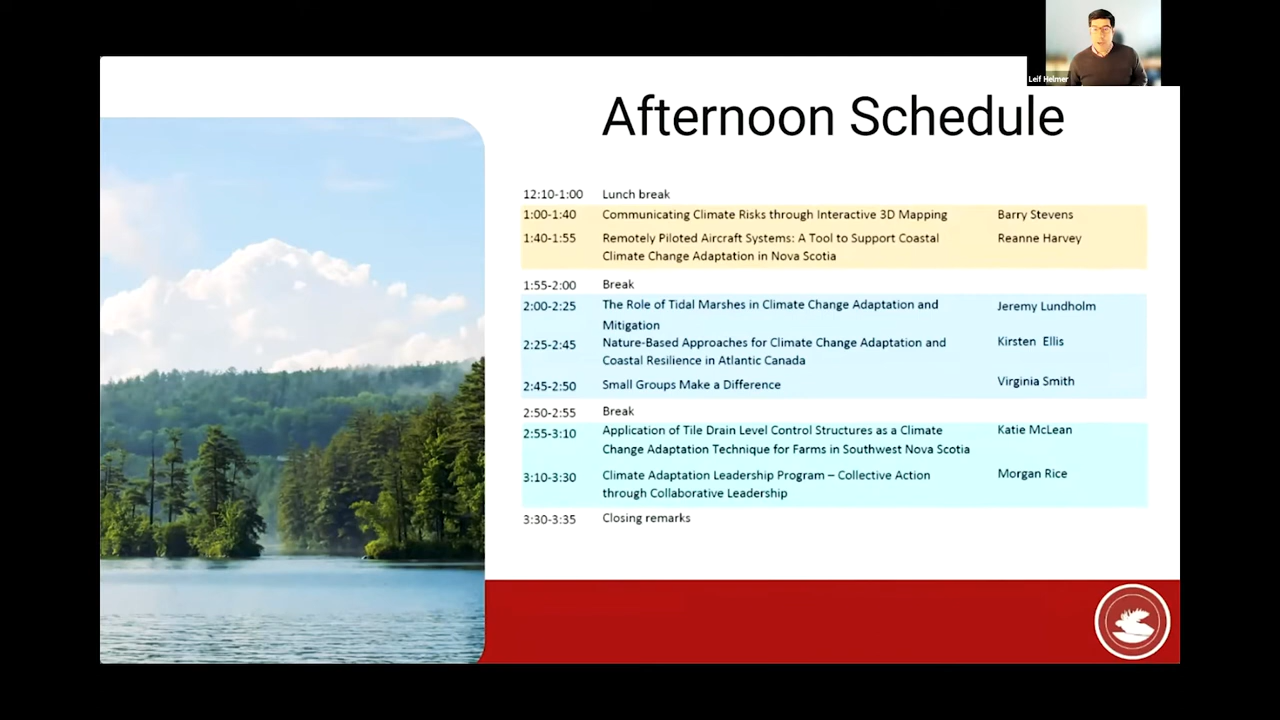 Leif Helmer
Afternoon Schedule
12:10-1:00 Lunch break
1:00-1:40 Communicating Climate Risks through Interactive 3D Mapping Barry Stevens
1:40-1:55 Remotely Piloted Aircraft Systems: A Tool to Support Coastal Reanne Harvey
Climate Change Adaptation in Nova Scotia
1:55-2:00 Break
2:00-2:25 The Role of Tidal Marshes in Climate Change Adaptation and Jeremy Lundholm
Mitigation
2:25-2:45 Nature-Based Approaches for Climate Change Adaptation and Kirsten Ellis
Coastal Resilience in Atlantic Canada
2:45-2:50 Small Groups Make a Difference Virginia Smith
2:50-2:55 Break
2:55-3:10 Application of Tile Drain Level Control Structures as a Climate Katie McLean
Change Adaptation Technique for Farms in Southwest Nova Scotia
3:10-3:30 Climate Adaptation Leadership Program – Collective Action Morgan Rice
through Collaborative Leadership
3:30-3:35 Closing remarks